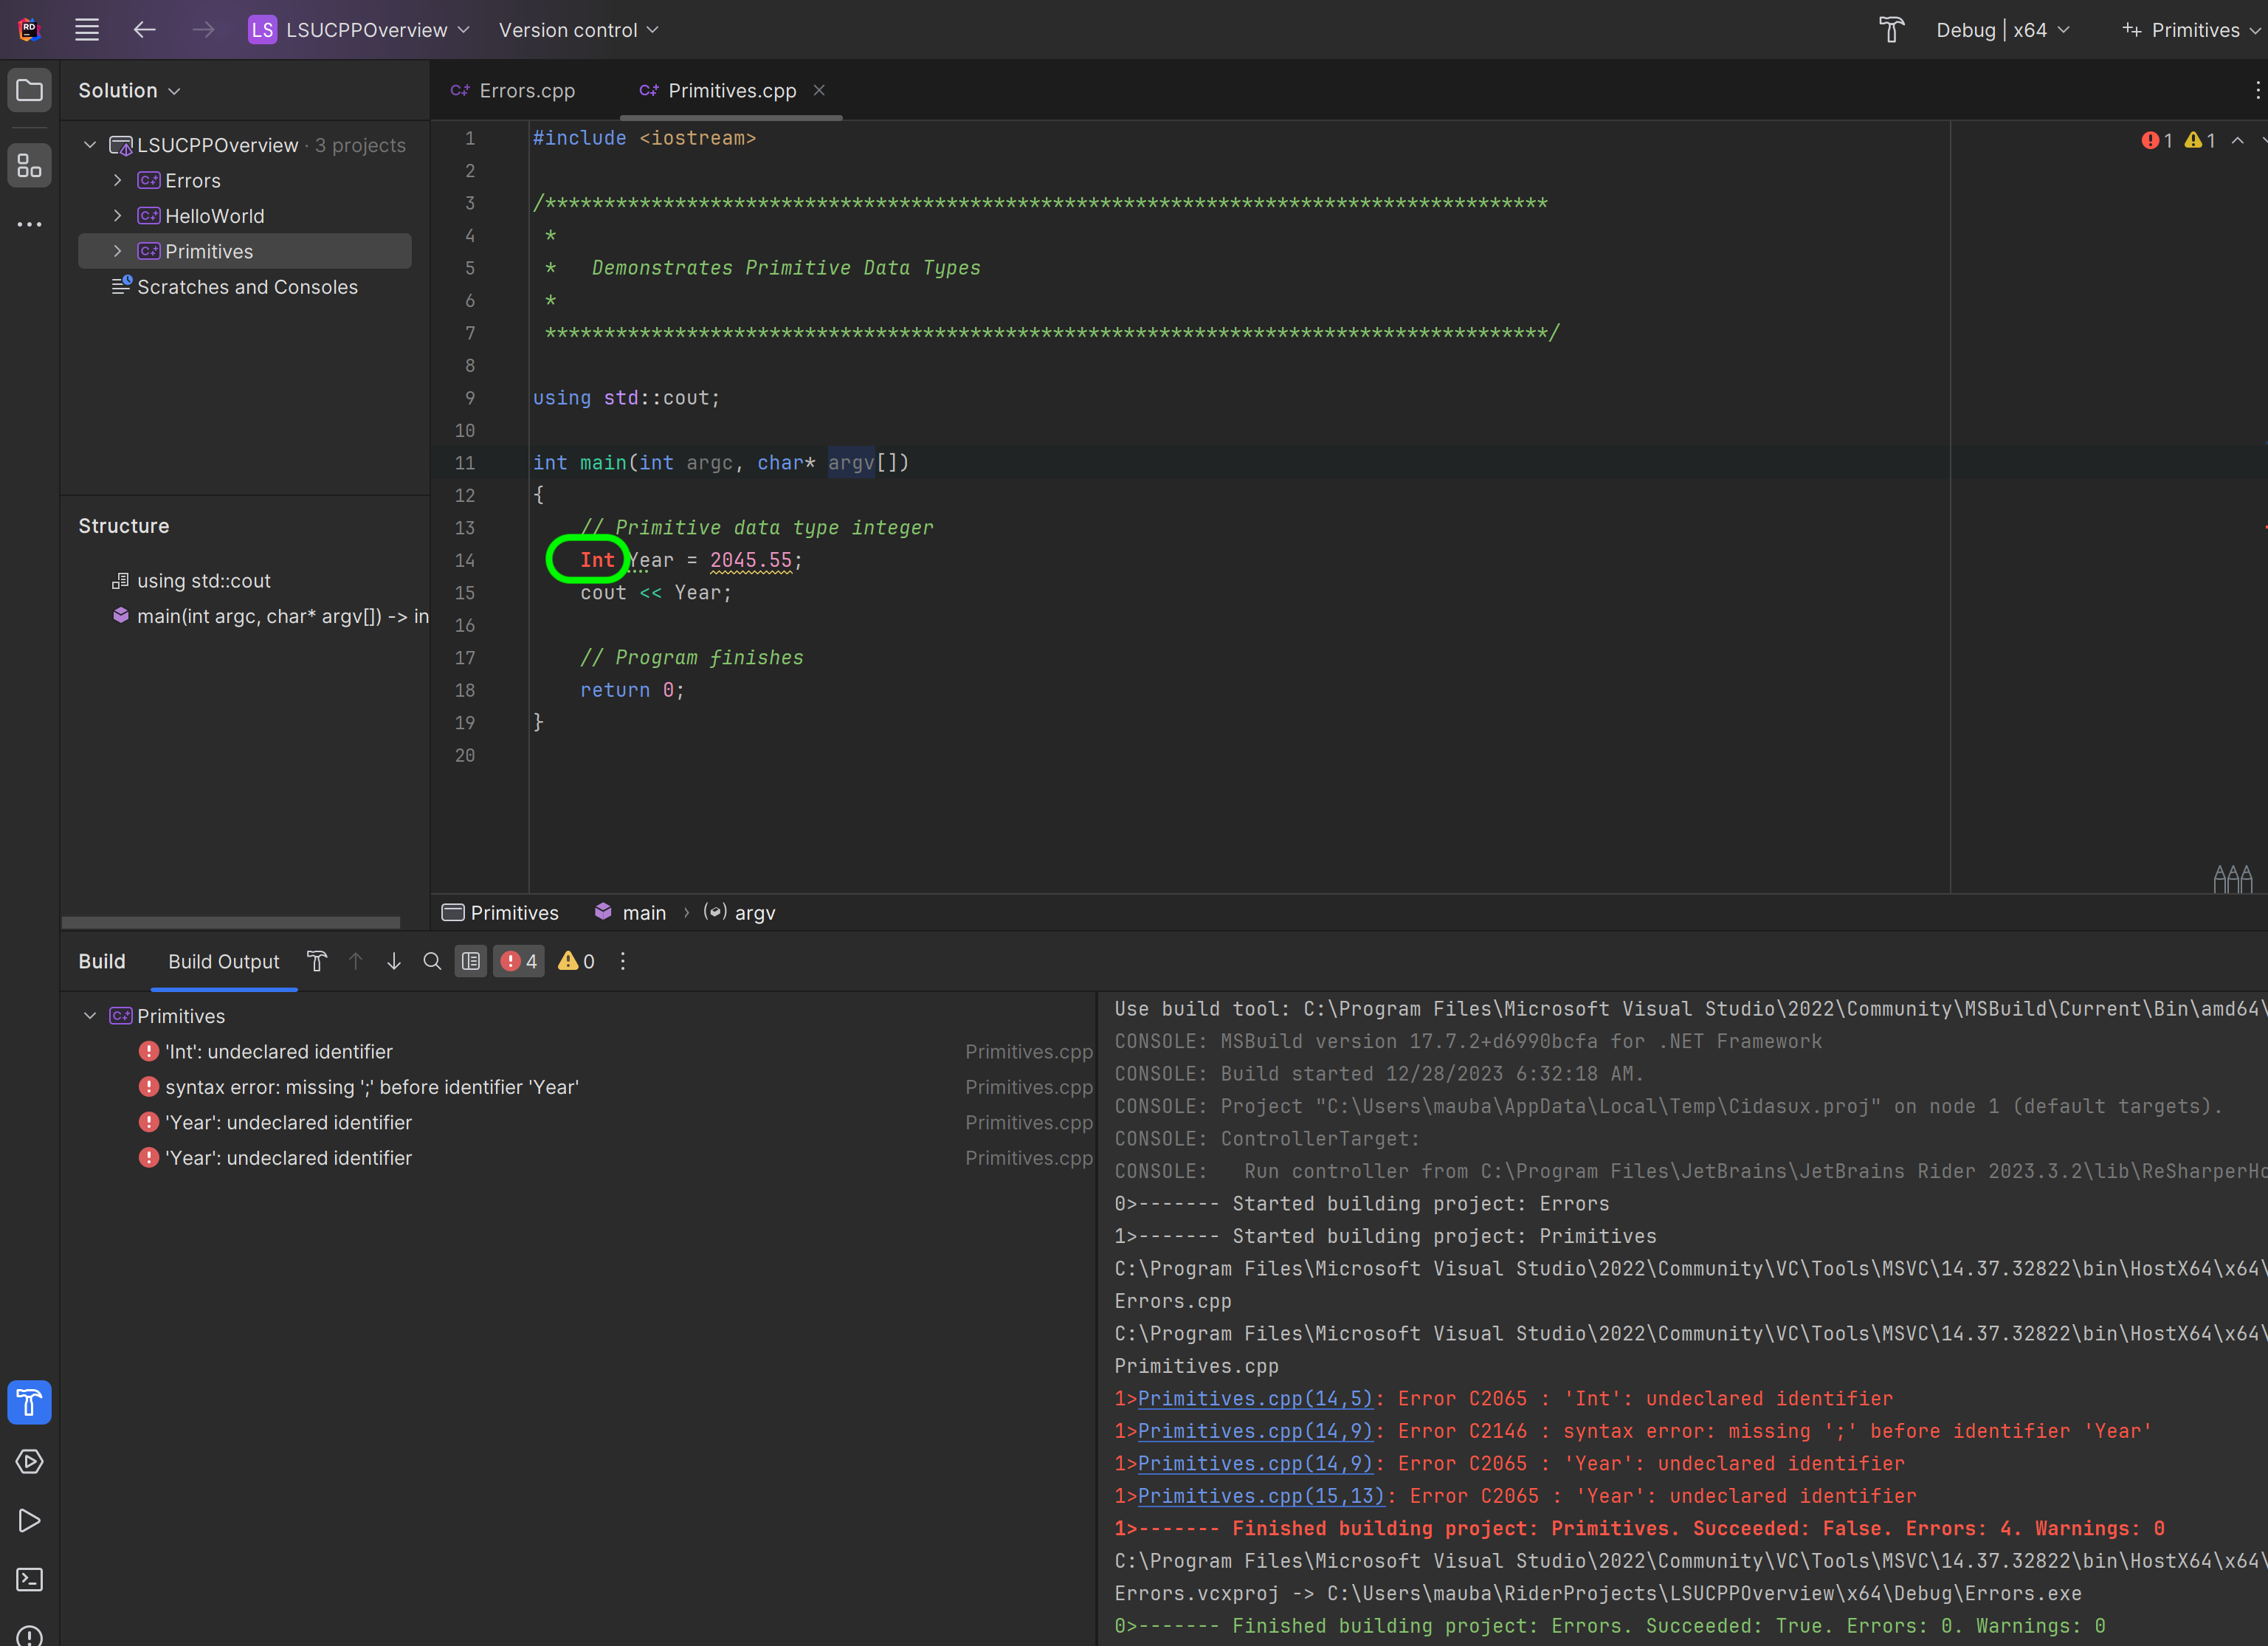 LS LSUCPPOverview Version control Debug | x64 Primitives
Solution
LSUCPPOverview · 3 projects
Errors
HelloWorld
Primitives
Scratches and Consoles
Structure
using std::cout
main(int argc, char* argv[]) -> in
Errors.cpp Primitives.cpp
1 1
1 #include <iostream>
2
3 /*************************************************************************************
4 *
5 * Demonstrates Primitive Data Types
6 *
7 *************************************************************************************/
8
9 using std::cout;
10
11 int main(int argc, char* argv[])
12 {
13 // Primitive data type integer
14 Int Year = 2045.55;
15 cout << Year;
16
17 // Program finishes
18 return 0;
19 }
20
Primitives main › argv
Build Build Output 4 0
Primitives
'Int': undeclared identifier Primitives.cpp
syntax error: missing ';' before identifier 'Year' Primitives.cpp
'Year': undeclared identifier Primitives.cpp
'Year': undeclared identifier Primitives.cpp
Use build tool: C:\Program Files\Microsoft Visual Studio\2022\Community\MSBuild\Current\Bin\amd64\
CONSOLE: MSBuild version 17.7.2+d6990bcfa for .NET Framework
CONSOLE: Build started 12/28/2023 6:32:18 AM.
CONSOLE: Project "C:\Users\mauba\AppData\Local\Temp\Cidasux.proj" on node 1 (default targets).
CONSOLE: ControllerTarget:
CONSOLE:   Run controller from C:\Program Files\JetBrains\JetBrains Rider 2023.3.2\lib\ReSharperHo
0>------- Started building project: Errors
1>------- Started building project: Primitives
C:\Program Files\Microsoft Visual Studio\2022\Community\VC\Tools\MSVC\14.37.32822\bin\HostX64\x64\
Errors.cpp
C:\Program Files\Microsoft Visual Studio\2022\Community\VC\Tools\MSVC\14.37.32822\bin\HostX64\x64\
Primitives.cpp
1>Primitives.cpp(14,5): Error C2065 : 'Int': undeclared identifier
1>Primitives.cpp(14,9): Error C2146 : syntax error: missing ';' before identifier 'Year'
1>Primitives.cpp(14,9): Error C2065 : 'Year': undeclared identifier
1>Primitives.cpp(15,13): Error C2065 : 'Year': undeclared identifier
1>------- Finished building project: Primitives. Succeeded: False. Errors: 4. Warnings: 0
C:\Program Files\Microsoft Visual Studio\2022\Community\VC\Tools\MSVC\14.37.32822\bin\HostX64\x64\
Errors.vcxproj -> C:\Users\mauba\RiderProjects\LSUCPPOverview\x64\Debug\Errors.exe
0>------- Finished building project: Errors. Succeeded: True. Errors: 0. Warnings: 0